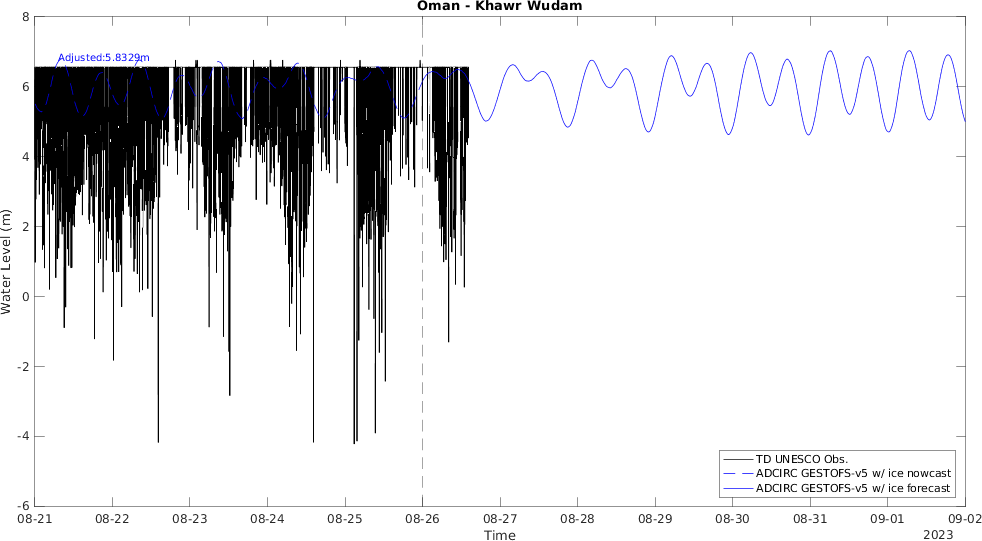 Oman - Khawr Wudam
8
Adjusted:5.8329m
6
4
2
0
-2
-4
-6
Water Level (m)
TD UNESCO Obs.
ADCIRC GESTOFS-v5 w/ ice nowcast
ADCIRC GESTOFS-v5 w/ ice forecast
08-21 08-22 08-23 08-24 08-25 08-26 08-27 08-28 08-29 08-30 08-31 09-01 09-02
Time
2023